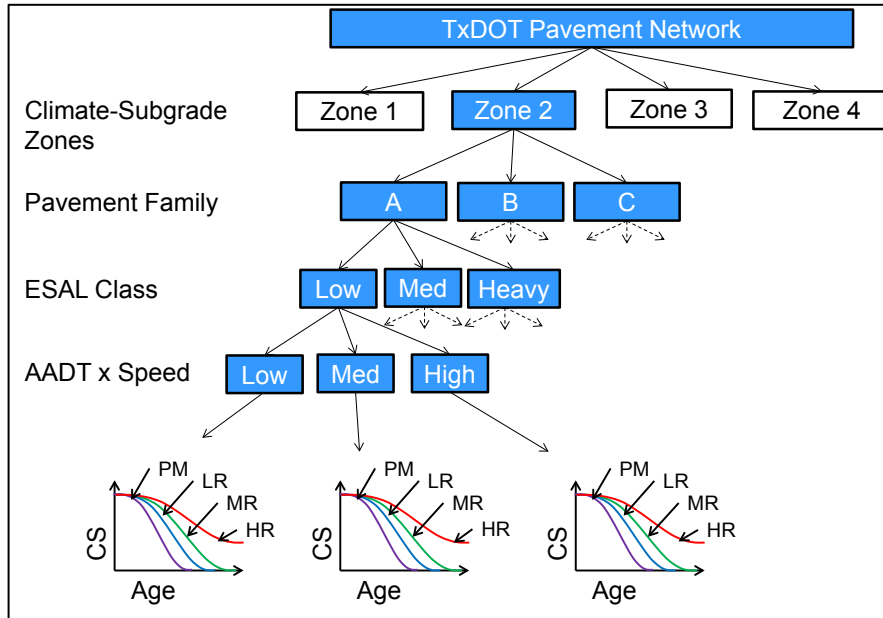 TxDOT Pavement Network
Climate-Subgrade
Zones
Zone 1
Zone 2
Zone 3
Zone 4
Pavement Family
A
B
C
ESAL Class
Low
Med
Heavy
AADT x Speed
Low
Med
High
PM
LR
MR
HR
CS
Age
PM
LR
MR
HR
CS
Age
PM
LR
MR
HR
CS
Age